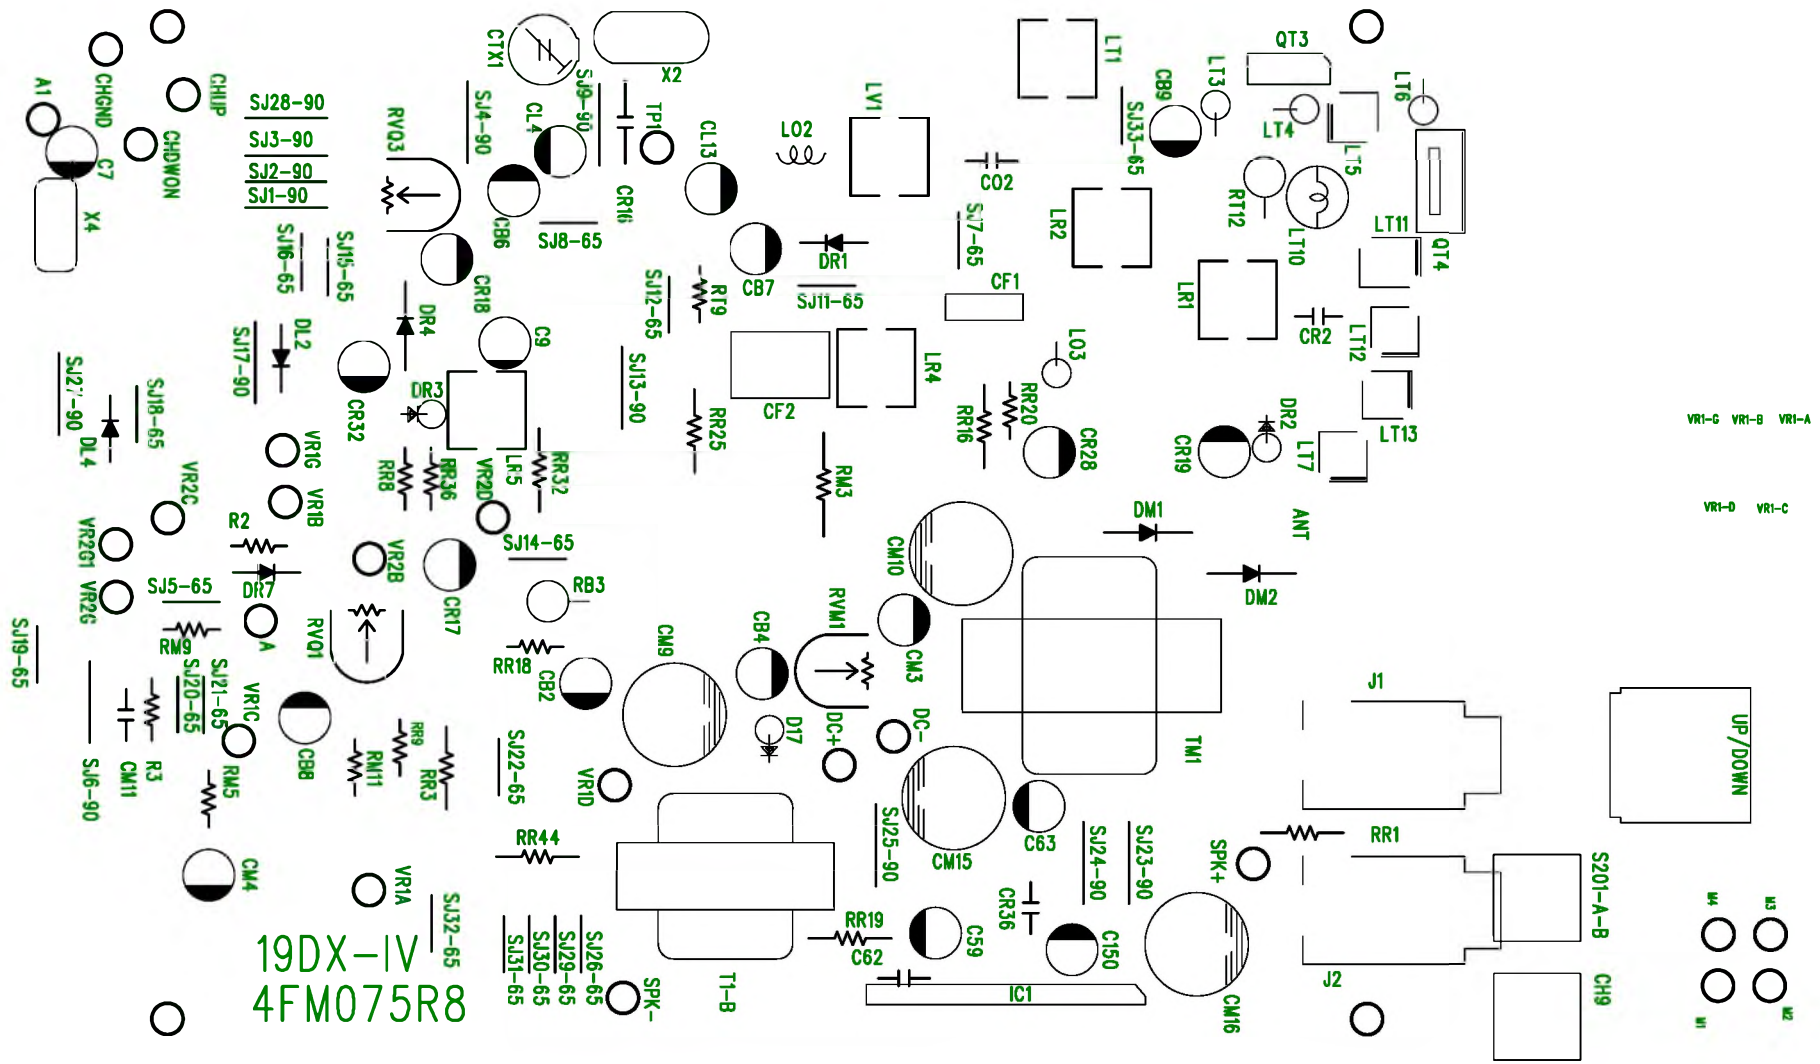 A1
CHGND
CHUP
CHDWON
C7
X4
SJ28-90
SJ3-90
SJ2-90
SJ1-90
SJ16-65
SJ15-65
RVQ3
SJ4-90
CTX1
X2
SJ9-90
CL4
TP1
CR16
CB6
SJ8-65
CR18
CL13
LO2
LV1
CB7
DR1
SJ11-65
SJ12-65
RT9
CO2
SJ7-65
CF1
LT1
LT3
CB9
SJ33-65
QT3
LT6
LT4
LT5
RT12
LT10
LT11
QT4
LR2
LR1
CR2
LT12
LT13
LO3
DL2
SJ17-90
DR4
C9
CR32
DR3
SJ27-90
DL4
SJ18-65
SJ13-90
RR25
CF2
LR4
RR16
RR20
CR28
CR19
DR2
LT7
VR1-G VR1-B VR1-A
VR1-D VR1-C
VR1G
VR1B
VR2C
RR8
RR36
VR2D
LR5
RR32
RM3
CM10
DM1
ANT
DM2
VR2G1
VR2G
R2
DR7
SJ5-65
RM9
A
VR2B
RVQ1
CR17
SJ14-65
RB3
RR18
CB2
CM9
CB4
RVM1
CM3
SJ19-65
SJ20-65
SJ21-65
VR1C
CB8
RM11
RR9
RR3
SJ22-65
VR1D
D17
DC+
DC-
TM1
J1
UP/DOWN
SJ6-90
CM11
R3
RM5
CM4
VR1A
SJ32-65
RR44
SJ25-90
CM15
C63
SJ24-90
SJ23-90
SPK+
RR1
S201-A-B
M4
M3
19DX-IV
4FM075R8
SJ31-65
SJ30-65
SJ29-65
SJ26-65
SPK-
T1-B
RR19
C62
C59
CR36
C150
IC1
CM16
J2
CH9
M1
M2